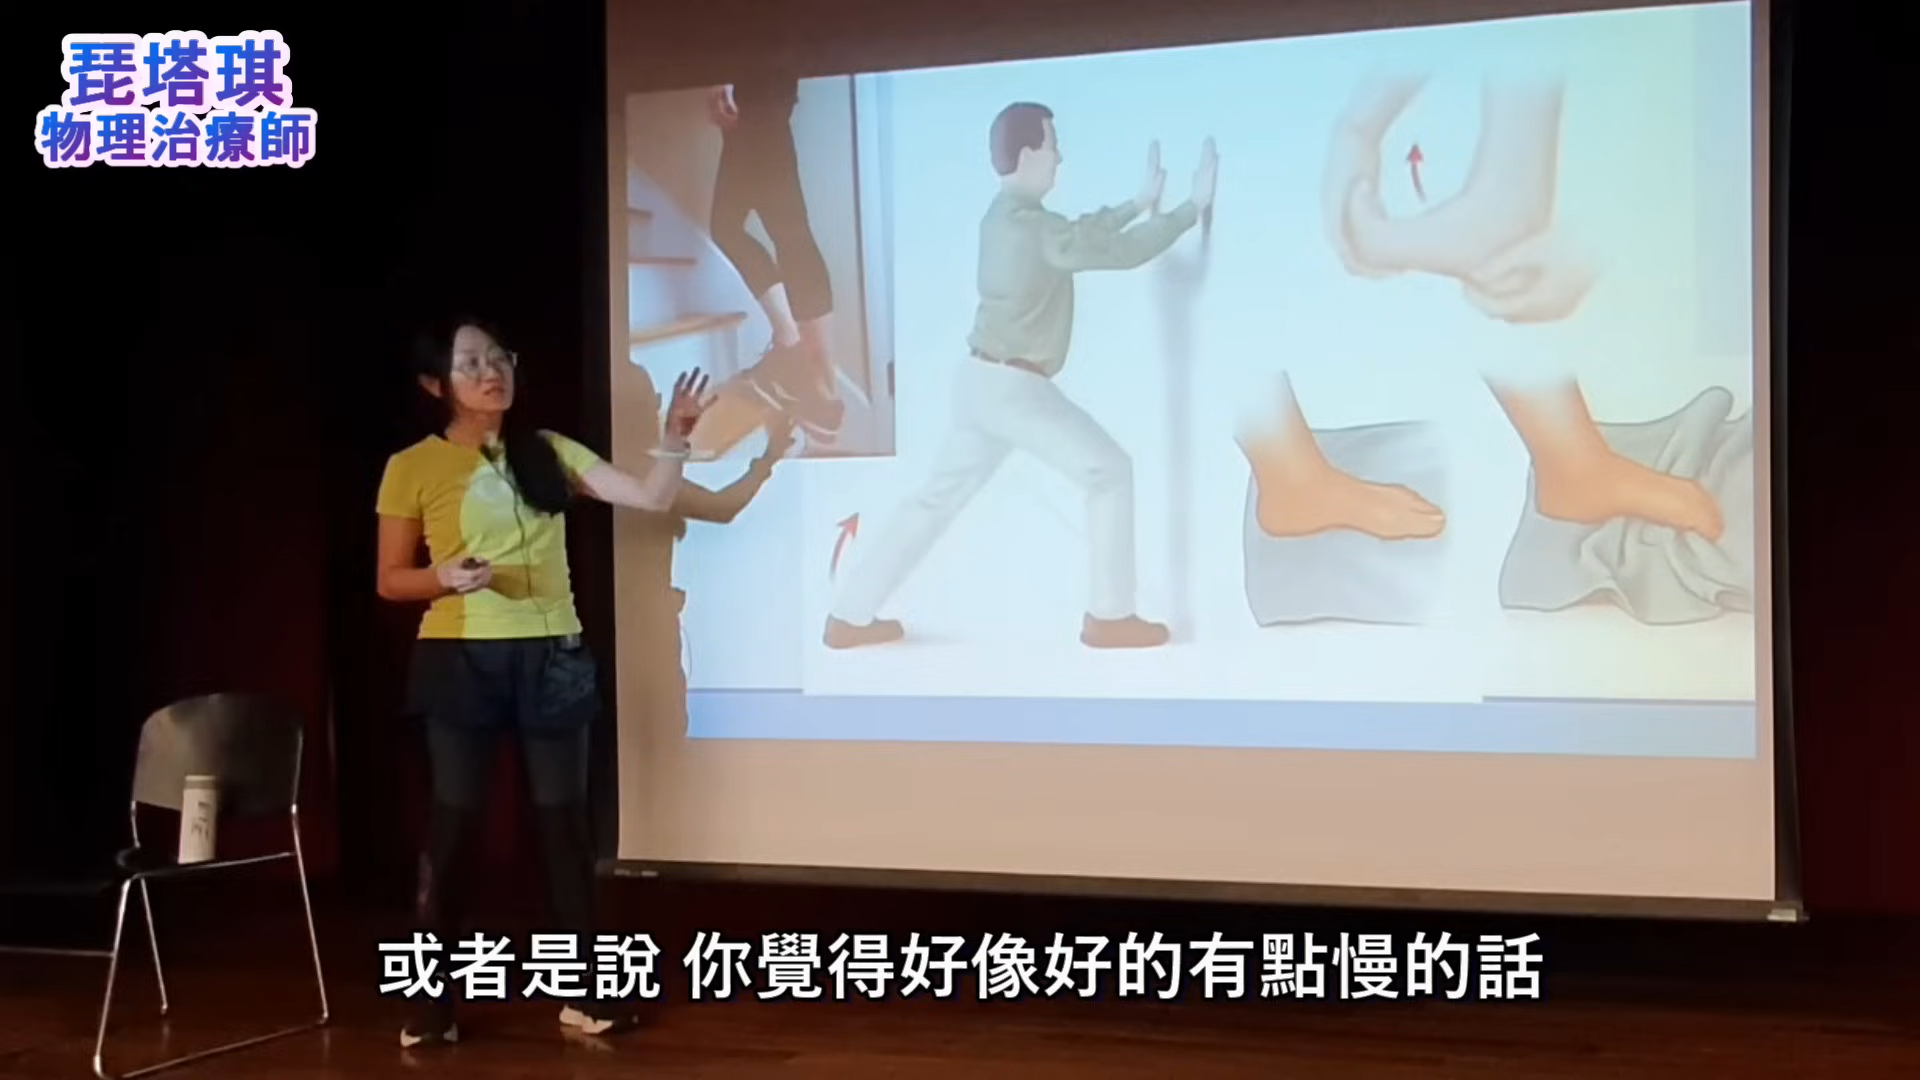 琵塔琪
物理治療師
或者是說 你覺得好像好的有點慢的話